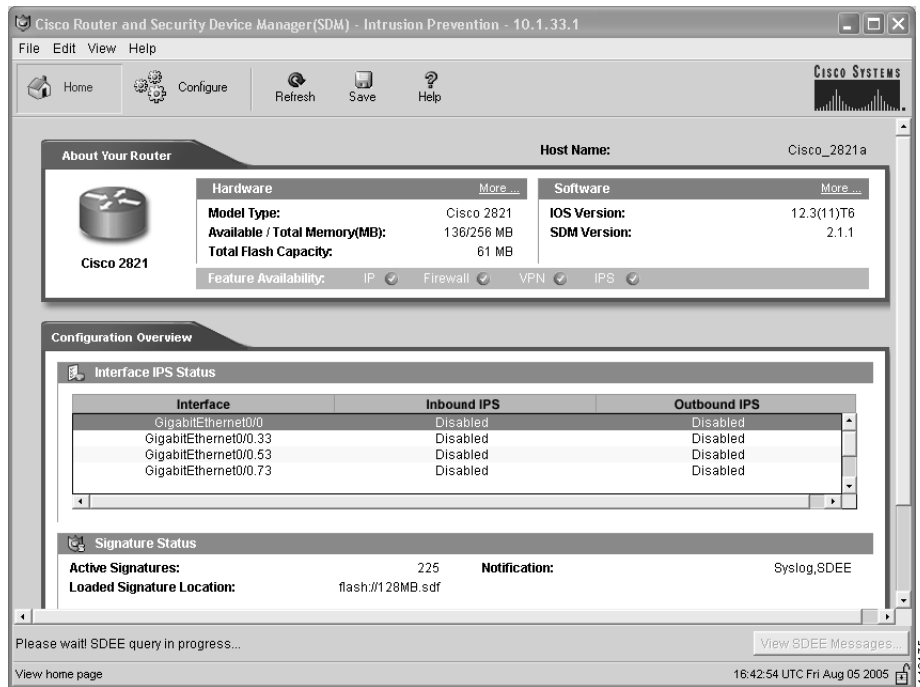 Cisco Router and Security Device Manager(SDM) - Intrusion Prevention - 10.1.33.1
File Edit View Help
Home Configure Refresh Save Help
CISCO SYSTEMS
About Your Router
Host Name: Cisco_2821a
Cisco 2821
Hardware More ...
Model Type: Cisco 2821
Available / Total Memory(MB): 136/256 MB
Total Flash Capacity: 61 MB
Software More ...
IOS Version: 12.3(11)T6
SDM Version: 2.1.1
Feature Availability: IP Firewall VPN IPS
Configuration Overview
Interface IPS Status
Interface Inbound IPS Outbound IPS
GigabitEthernet0/0 Disabled Disabled
GigabitEthernet0/0.33 Disabled Disabled
GigabitEthernet0/0.53 Disabled Disabled
GigabitEthernet0/0.73 Disabled Disabled
Signature Status
Active Signatures: 225 Notification: Syslog,SDEE
Loaded Signature Location: flash://128MB.sdf
Please wait! SDEE query in progress...
View SDEE Messages...
View home page
16:42:54 UTC Fri Aug 05 2005